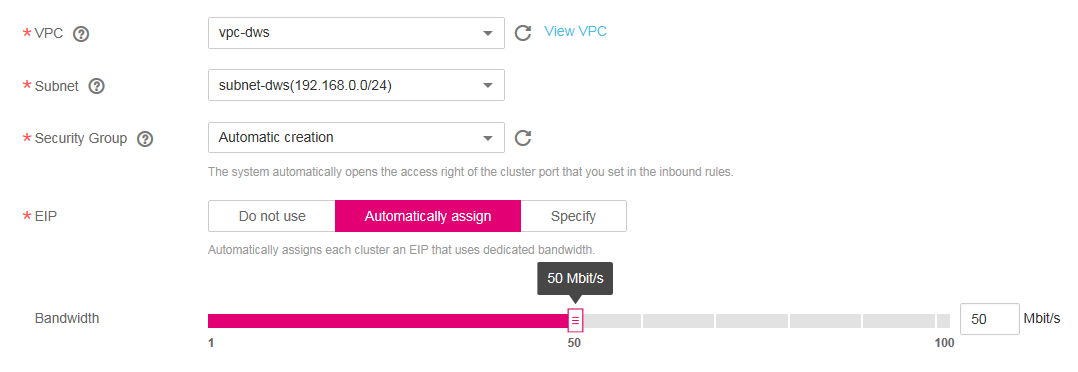 * VPC ? vpc-dws View VPC
* Subnet ? subnet-dws(192.168.0.0/24)
* Security Group ? Automatic creation
The system automatically opens the access right of the cluster port that you set in the inbound rules.
* EIP Do not use Automatically assign Specify
Automatically assigns each cluster an EIP that uses dedicated bandwidth.
50 Mbit/s
Bandwidth 50 Mbit/s
1 50 100